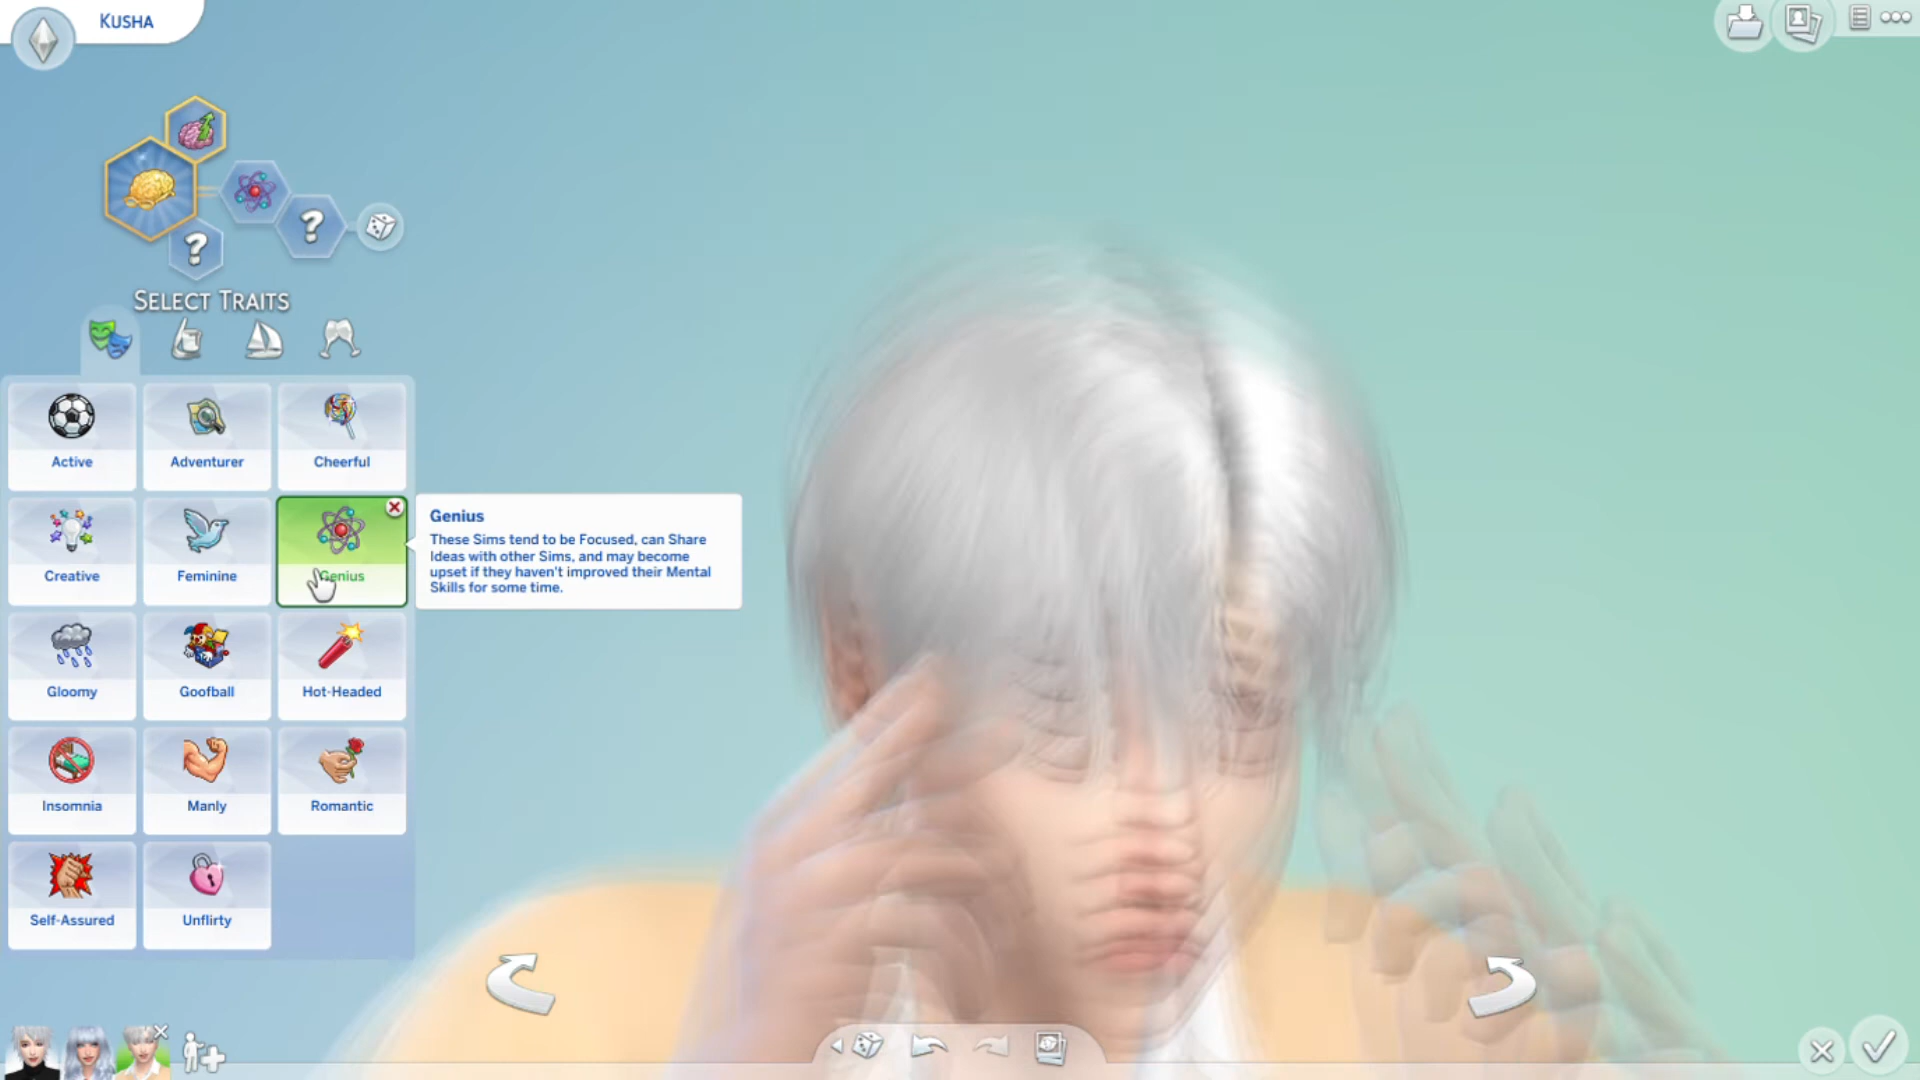 KUSHA
?
?
SELECT TRAITS
Active
Adventurer
Cheerful
Creative
Feminine
Genius
Genius
These Sims tend to be Focused, can Share
Ideas with other Sims, and may become
upset if they haven't improved their Mental
Skills for some time.
Gloomy
Goofball
Hot-Headed
Insomnia
Manly
Romantic
Self-Assured
Unflirty